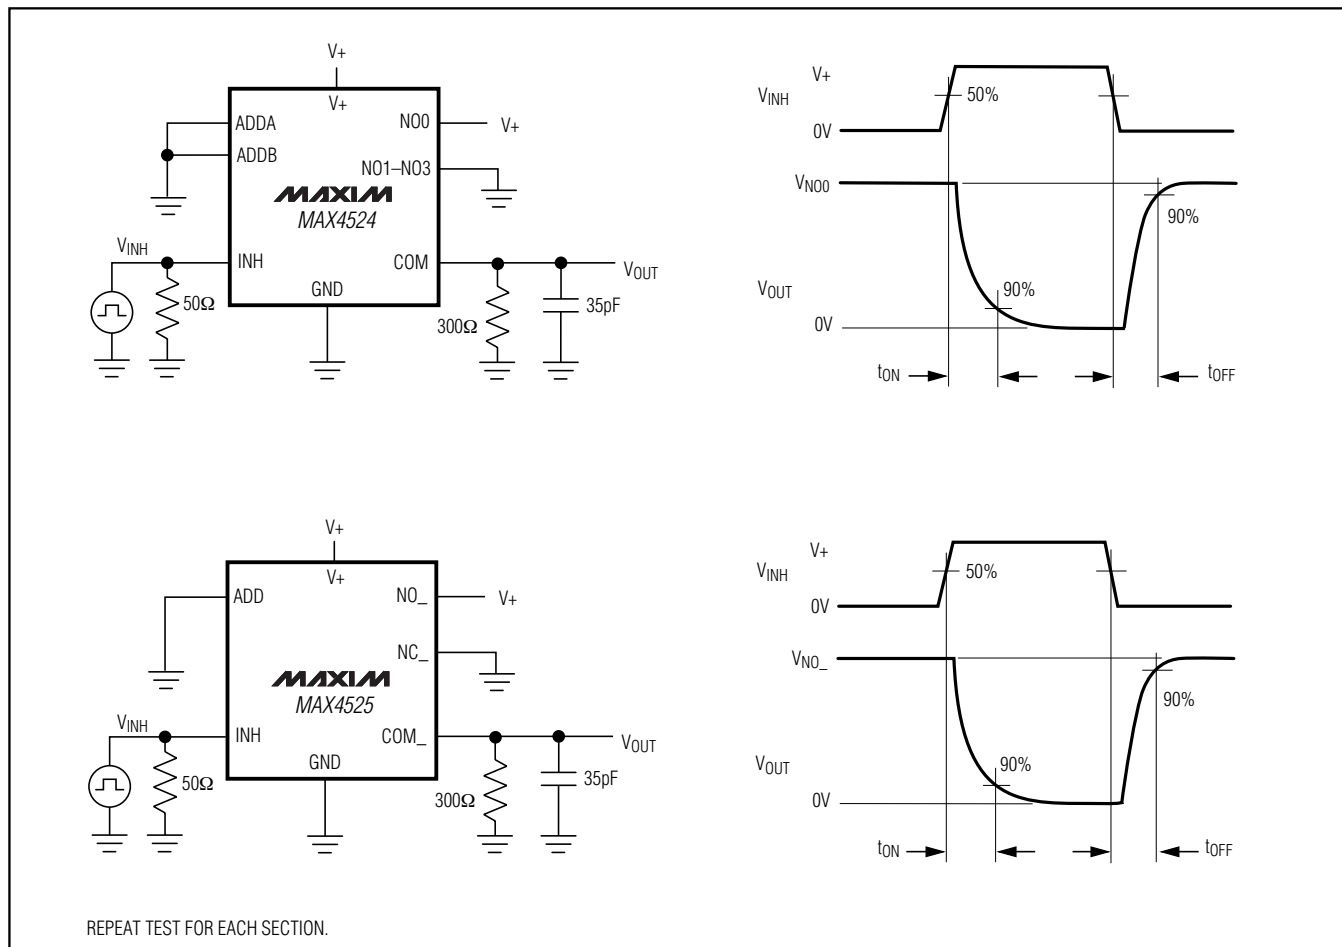 V+
V+
ADDA
ADDB
NO0
V+
NO1–NO3
MAXIM
MAX4524
VINH
INH
COM
VOUT
GND
50Ω
300Ω
35pF
V+
VINH
50%
0V
VNO0
90%
VOUT
90%
0V
tON
tOFF
V+
V+
ADD
NO_
V+
NC_
MAXIM
MAX4525
VINH
INH
COM_
VOUT
GND
50Ω
300Ω
35pF
V+
VINH
50%
0V
VNO_
90%
VOUT
90%
0V
tON
tOFF
REPEAT TEST FOR EACH SECTION.